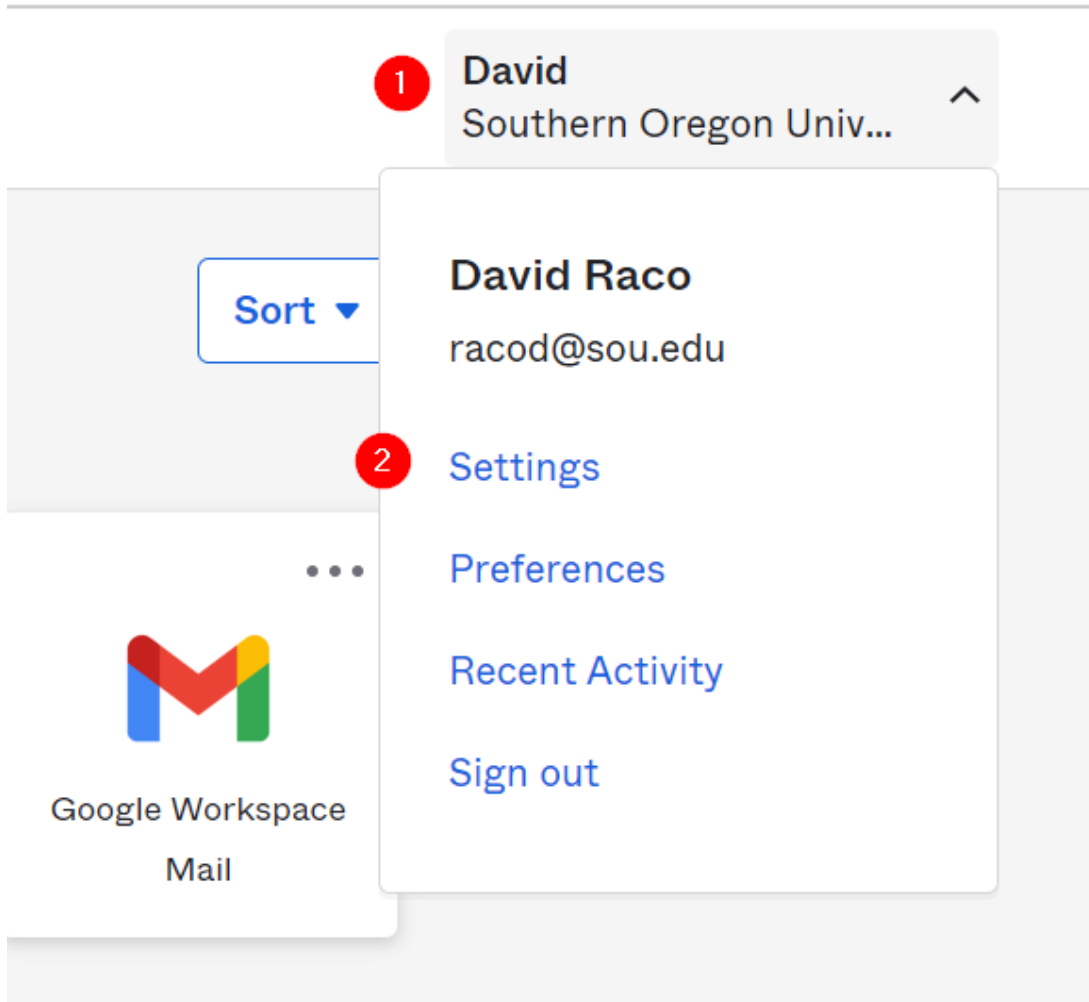 1
David
Southern Oregon Univ...
David Raco
Sort
racod@sou.edu
2
Settings
Preferences
Recent Activity
Sign out
Google Workspace
Mail